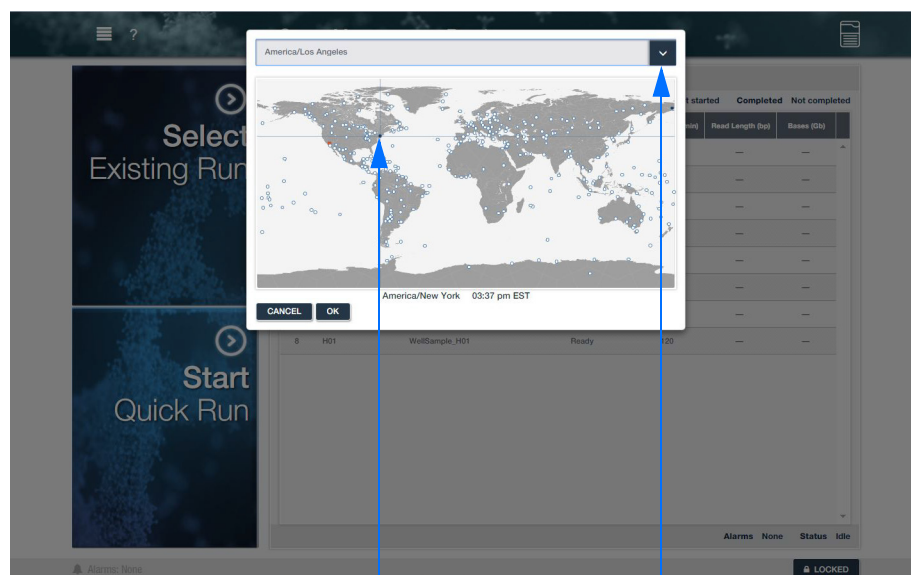 ?
America/Los Angeles
t started Completed Not completed
Select
Existing Run
min) Read Length (bp) Bases (Gb)
— —
— —
— —
— —
— —
— —
America/New York 03:37 pm EST
CANCEL OK
— —
8 H01 WellSample_H01 Ready 120 — —
Start
Quick Run
Alarms None Status Idle
Alarms: None
LOCKED